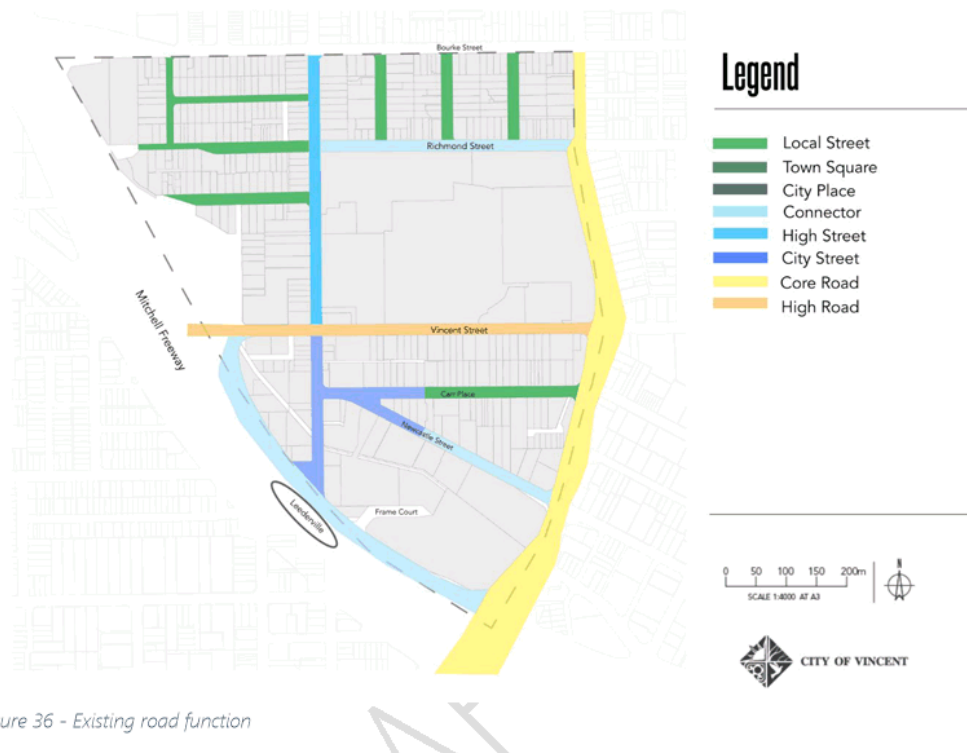 Bourke Street
Richmond Street
Mitchell Freeway
Vincent Street
Carr Place
Newcastle Street
Leederville
Frame Court
Legend
Local Street
Town Square
City Place
Connector
High Street
City Street
Core Road
High Road
0 50 100 150 200m
N
SCALE 1:4000 AT A3
CITY OF VINCENT
ure 36 - Existing road function